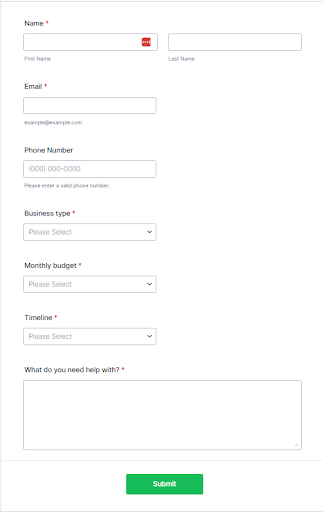 Name *
First Name
Last Name
Email *
example@example.com
Phone Number
(000) 000-0000
Please enter a valid phone number.
Business type *
Please Select
Monthly budget *
Please Select
Timeline *
Please Select
What do you need help with? *
Submit